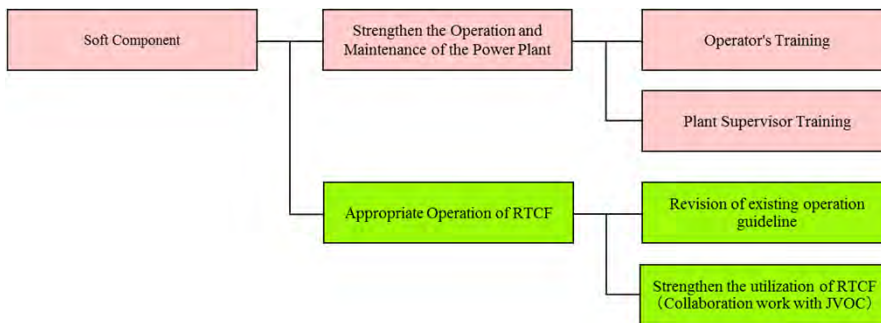 Soft Component
Strengthen the Operation and
Maintenance of the Power Plant
Operator's Training
Plant Supervisor Training
Appropriate Operation of RTCF
Revision of existing operation
guideline
Strengthen the utilization of RTCF
（Collaboration work with JVOC）